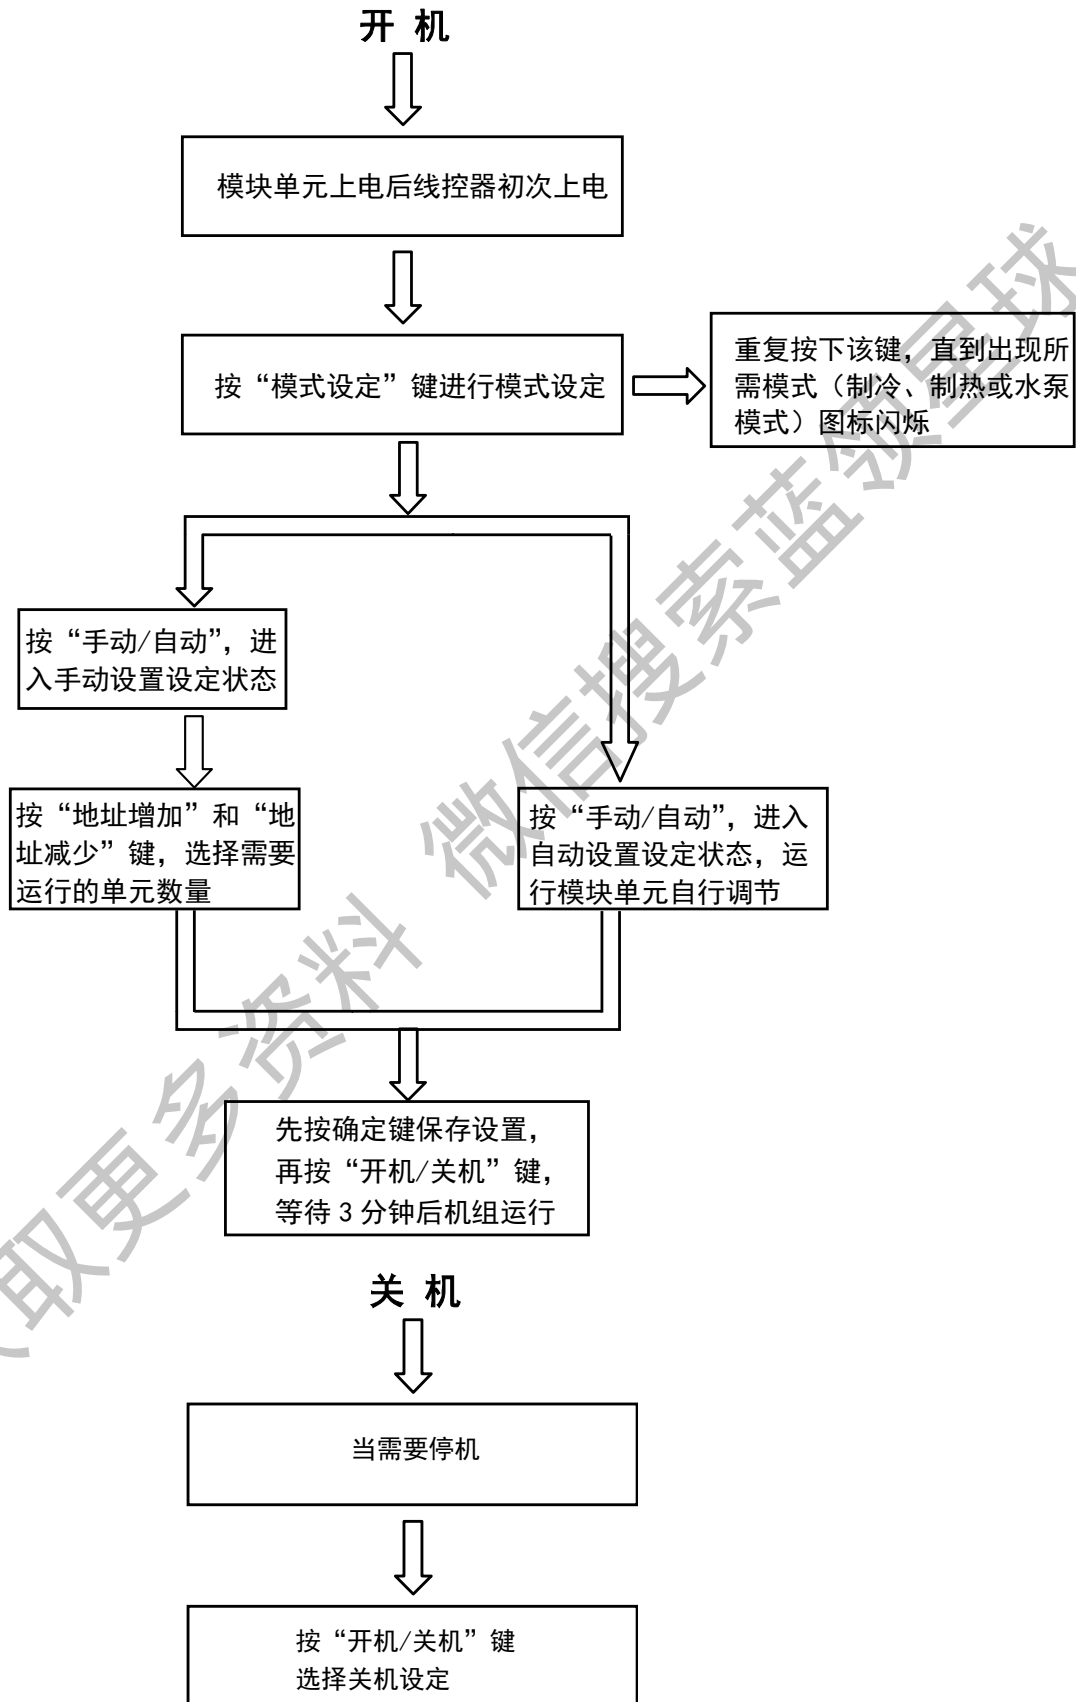 开 机
模块单元上电后线控器初次上电
按“模式设定”键进行模式设定
重复按下该键，直到出现所
需模式（制冷、制热或水泵
模式）图标闪烁
按“手动/自动”，进
入手动设置设定状态
按“地址增加”和“地
址减少”键，选择需要
运行的单元数量
按“手动/自动”，进入
自动设置设定状态，运
行模块单元自行调节
先按确定键保存设置，
再按“开机/关机”键，
等待3分钟后机组运行
关 机
当需要停机
按“开机/关机”键
选择关机设定
取更多资料 微信搜索蓝领星球